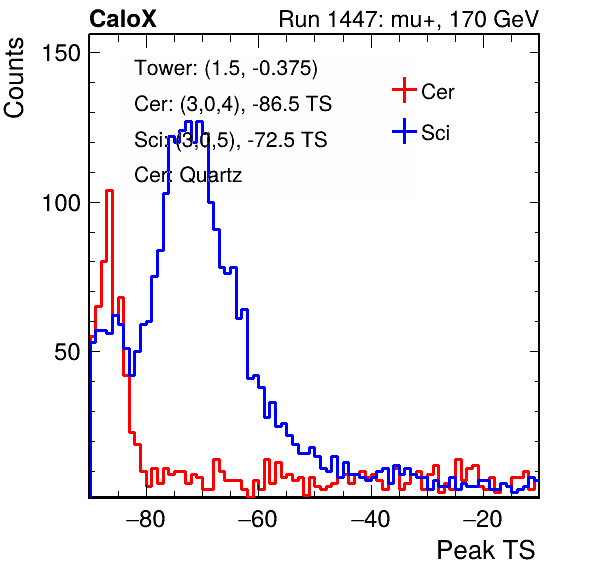 CaloX Run 1447: mu+, 170 GeV
Counts
150
100
50
Tower: (1.5, -0.375)
Cer: (3,0,4), -86.5 TS
Sci: (3,0,5), -72.5 TS
Cer: Quartz
Cer
Sci
−80 −60 −40 −20
Peak TS